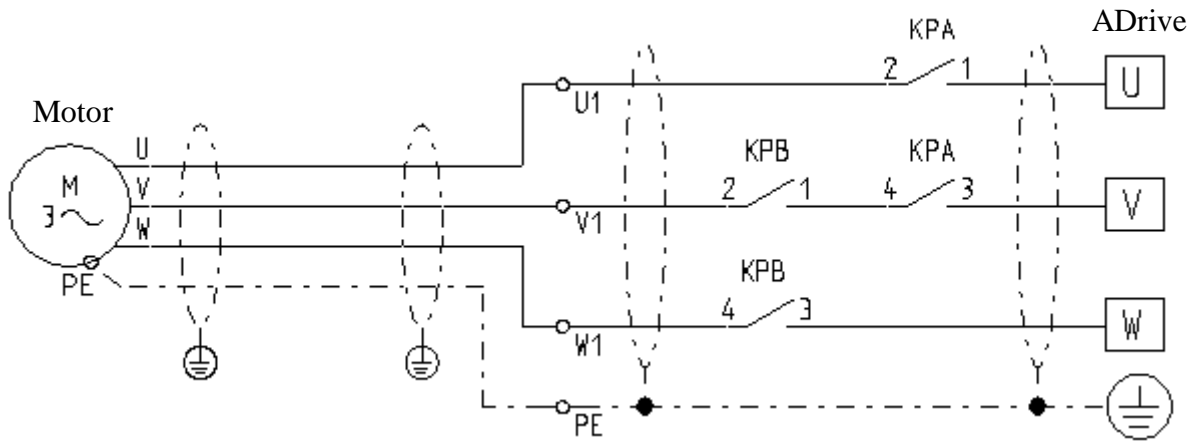 ADrive
KPA
2 1
U
U1
Motor
U
KPB KPA
M
V
2 1 4 3
V
3~
V1
W
KPB
PE
4 3
W
W1
PE